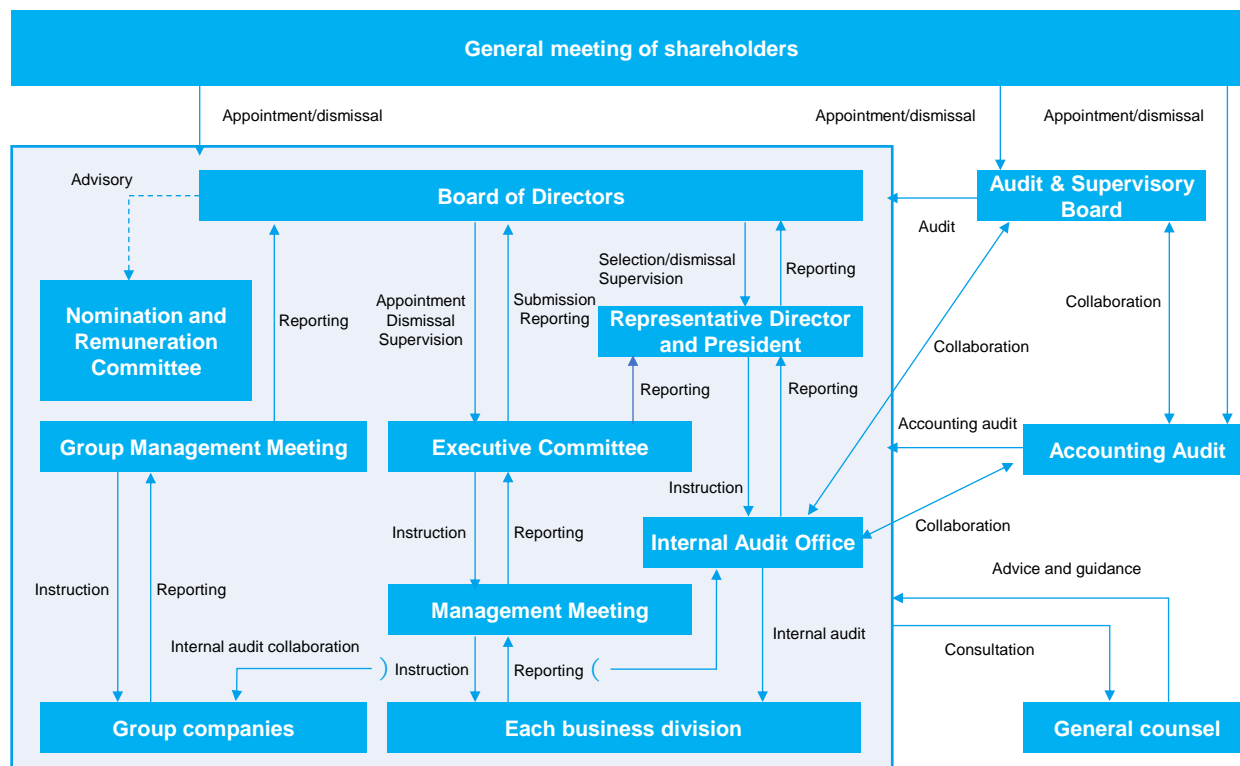 General meeting of shareholders
Appointment/dismissal
Appointment/dismissal
Appointment/dismissal
Advisory
Board of Directors
Audit & Supervisory
Board
Audit
Selection/dismissal
Supervision
Reporting
Nomination and
Remuneration
Committee
Reporting
Appointment
Dismissal
Supervision
Submission
Reporting
Representative Director
and President
Collaboration
Collaboration
Reporting
Reporting
Group Management Meeting
Executive Committee
Accounting audit
Accounting Audit
Instruction
Collaboration
Instruction
Reporting
Internal Audit Office
Advice and guidance
Instruction
Reporting
Management Meeting
Internal audit collaboration
Internal audit
Consultation
) Instruction
Reporting (
Group companies
Each business division
General counsel